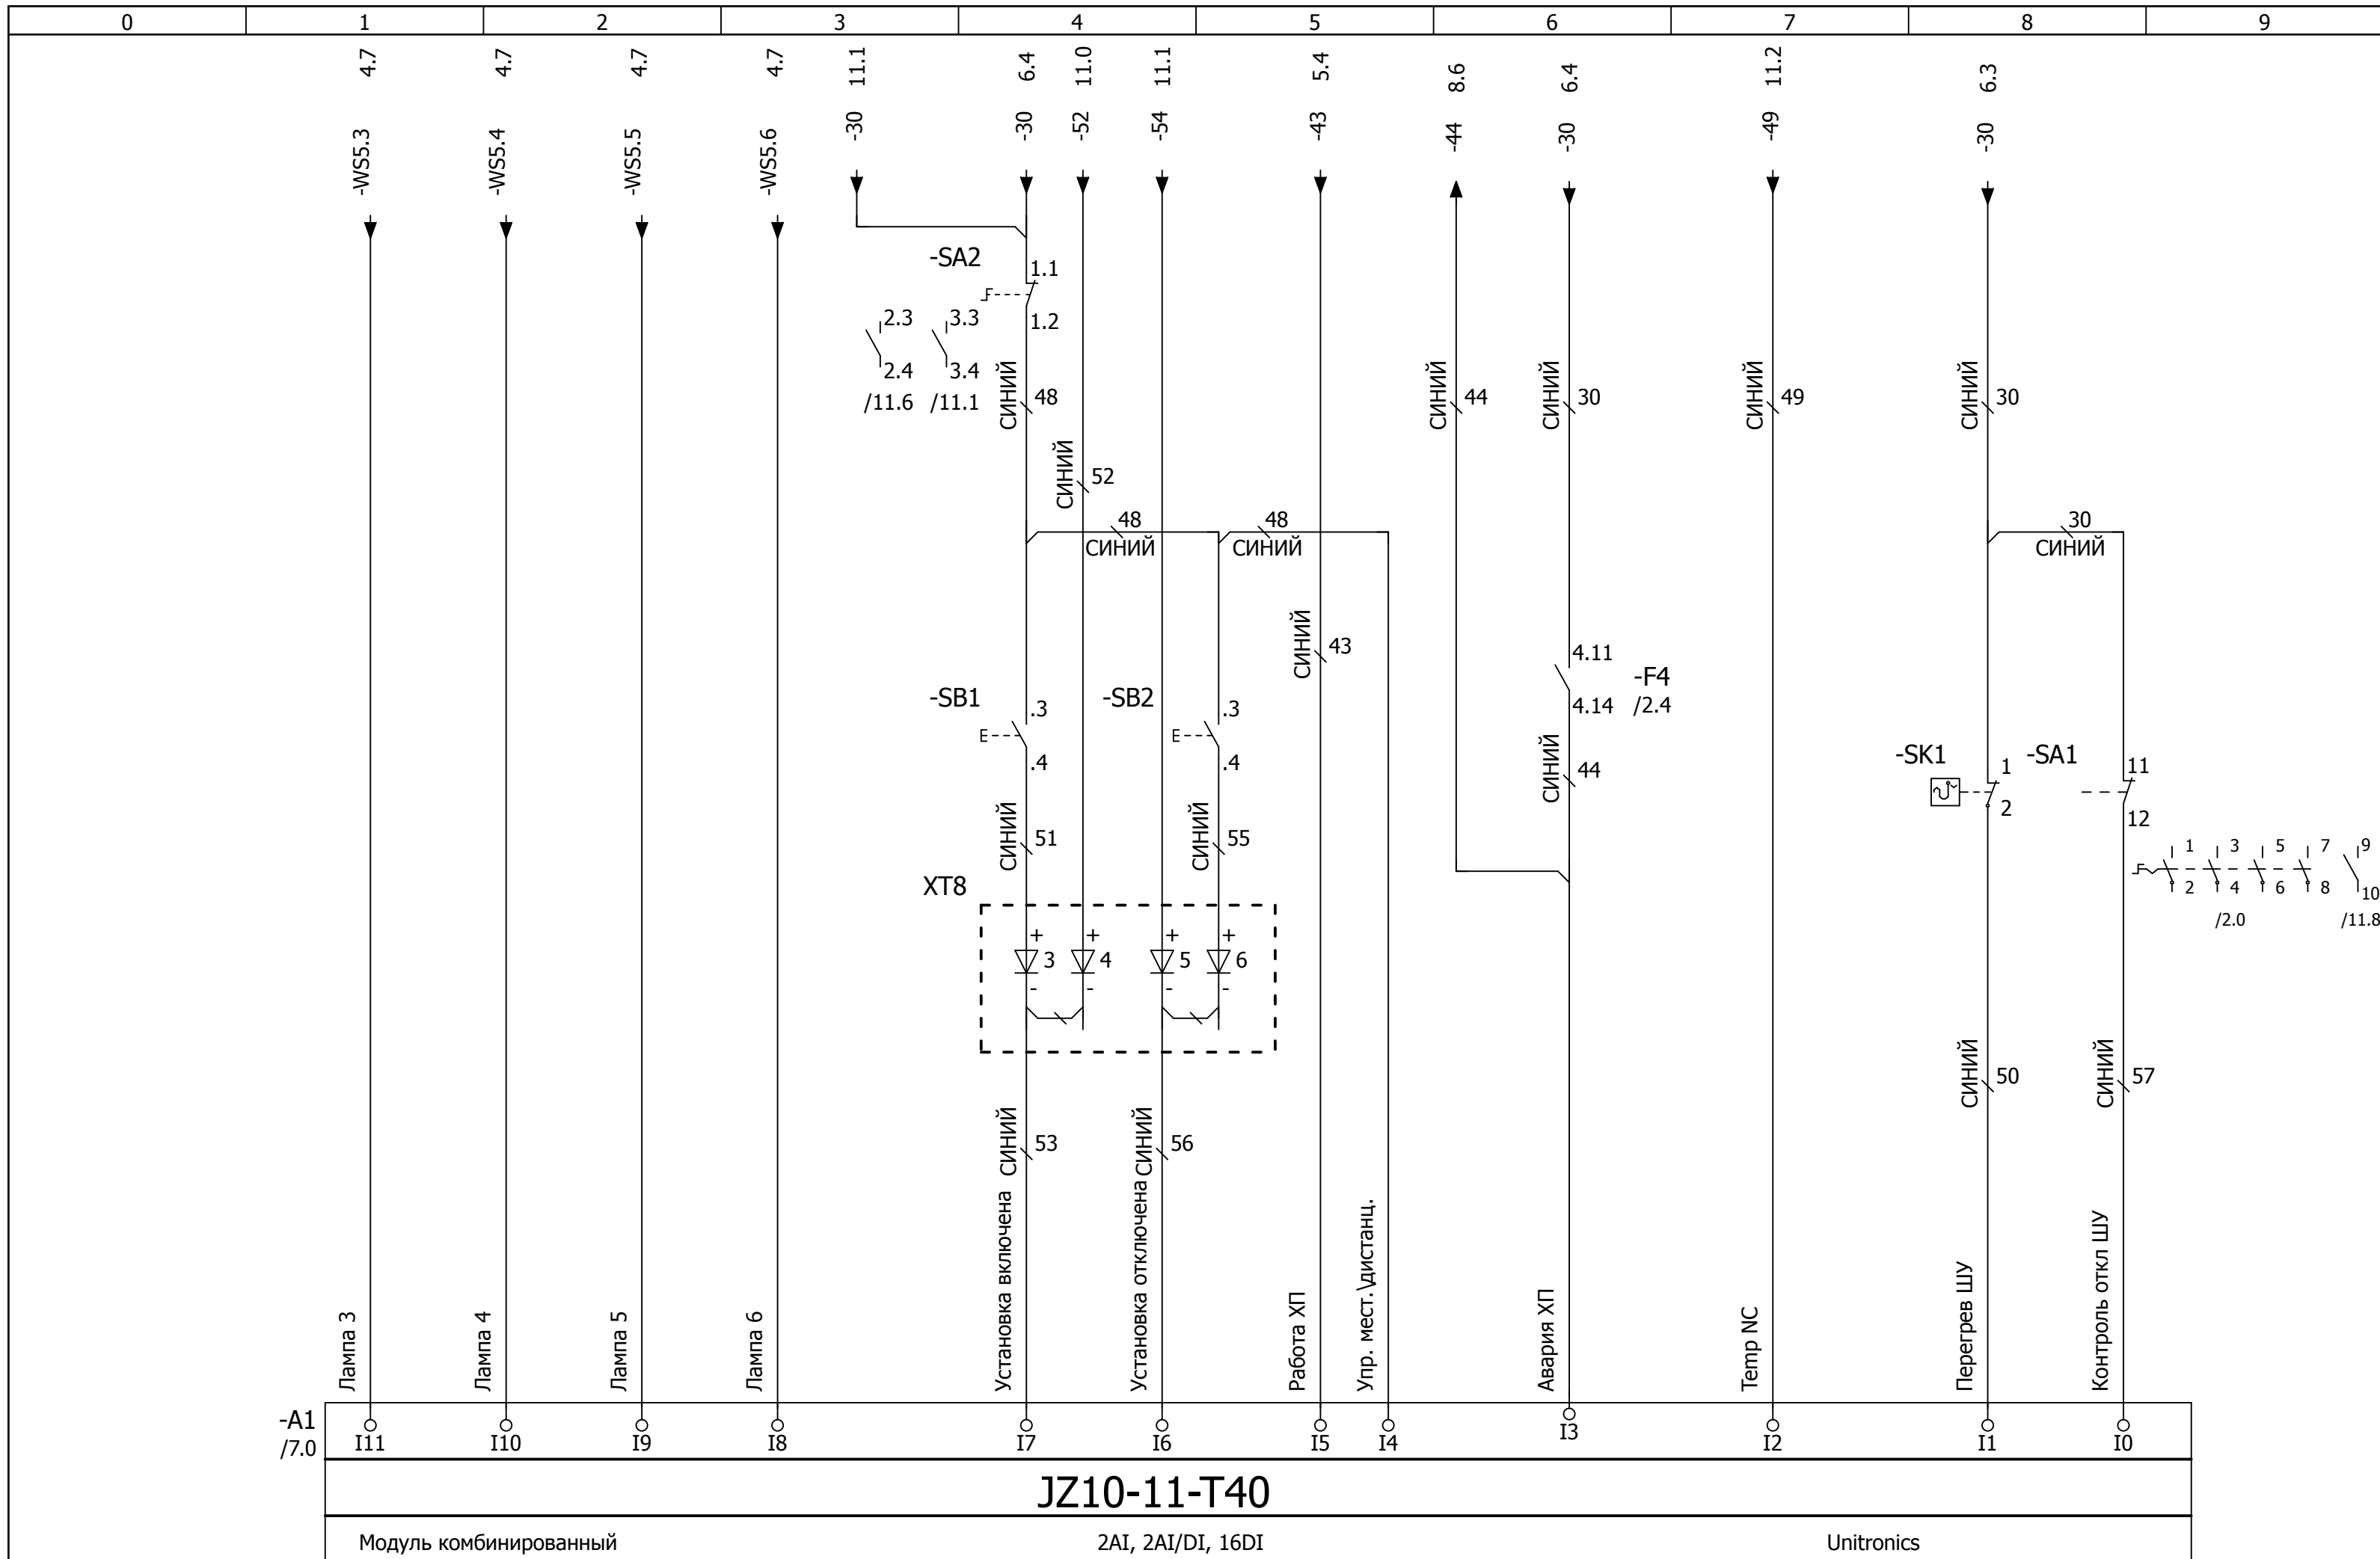 0 1 2 3 4 5 6 7 8 9
4.7 4.7 4.7 4.7 11.1 6.4 11.0 11.1 5.4 8.6 6.4 11.2 6.3
-WS5.3 -WS5.4 -WS5.5 -WS5.6 -30 -30 -52 -54 -43 -44 -30 -49 -30
-SA2
1.1
1.2
2.3 3.3
2.4 3.4
/11.6 /11.1
СИНИЙ 48
СИНИЙ 44
СИНИЙ 30
СИНИЙ 49
СИНИЙ 30
СИНИЙ 52
48
СИНИЙ
48
СИНИЙ
30
СИНИЙ
СИНИЙ 43
4.11
-F4
4.14 /2.4
-SB1
.3
.4
-SB2
.3
.4
СИНИЙ 44
-SK1
1
2
-SA1
11
12
СИНИЙ 51
СИНИЙ 55
1 3 5 7 9
2 4 6 8 10
/2.0 /11.8
XT8
+ + + +
3 4 5 6
- - - -
СИНИЙ 50
СИНИЙ 57
СИНИЙ 53
СИНИЙ 56
Лампа 3
Лампа 4
Лампа 5
Лампа 6
Установка включена
Установка отключена
Работа ХП
Упр. мест.\дистанц.
Авария ХП
Temp NC
Перегрев ШУ
Контроль откл ШУ
-A1
/7.0
I11 I10 I9 I8 I7 I6 I5 I4 I3 I2 I1 I0
JZ10-11-T40
Модуль комбинированный 2AI, 2AI/DI, 16DI Unitronics